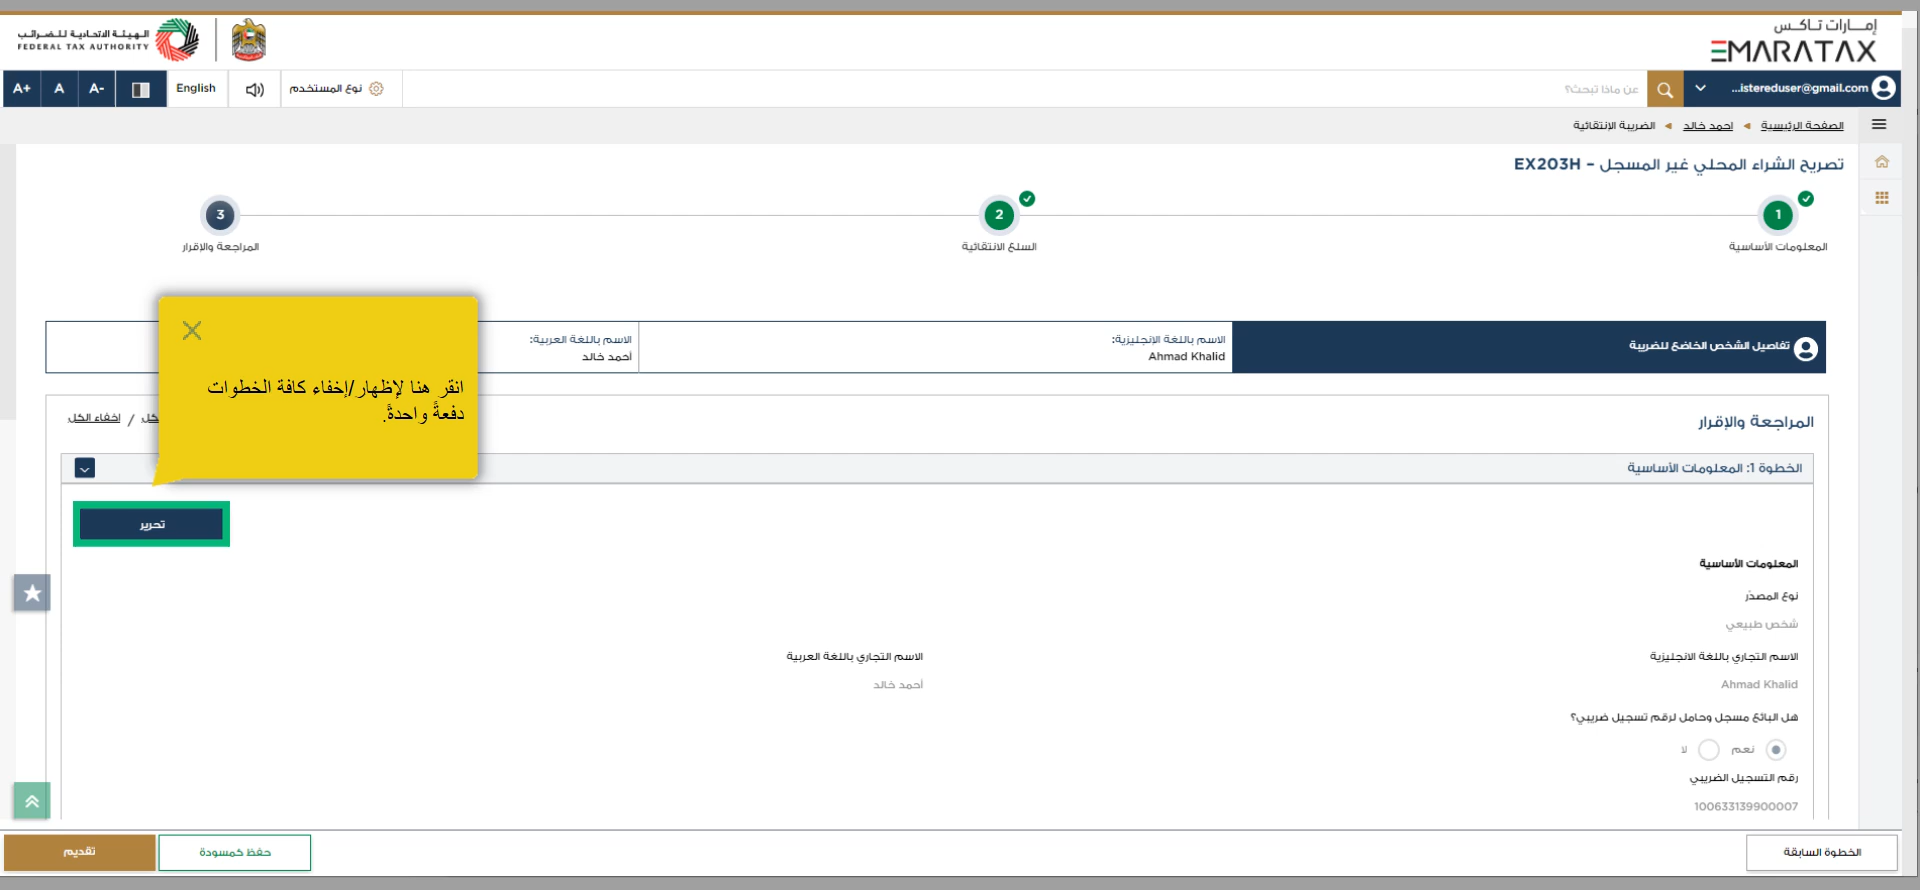 الهيئة الاتحادية للضرائب
FEDERAL TAX AUTHORITY
إمـــارات تـاكــس
EMARATAX
A+ A A- English نوع المستخدم
عن ماذا تبحث؟
...istereduser@gmail.com
الصفحة الرئيسية احمد خالد الضريبة الانتقائية
تصريح الشراء المحلي غير المسجل – EX203H
1 2 3
المعلومات الأساسية السلع الانتقائية المراجعة والإقرار
تفاصيل الشخص الخاضع للضريبة
الاسم باللغة الإنجليزية:
Ahmad Khalid
الاسم باللغة العربية:
أحمد خالد
انقر هنا لإظهار/إخفاء كافة الخطوات
دفعةً واحدةً.
المراجعة والإقرار
/ اخفاء الكل
الخطوة 1: المعلومات الأساسية
تحرير
المعلومات الأساسية
نوع المصدر
شخص طبيعي
الاسم التجاري باللغة الانجليزية الاسم التجاري باللغة العربية
Ahmad Khalid أحمد خالد
هل البائع مسجل وحامل لرقم تسجيل ضريبي؟
نعم لا
رقم التسجيل الضريبي
100633139900007
الخطوة السابقة حفظ كمسودة تقديم